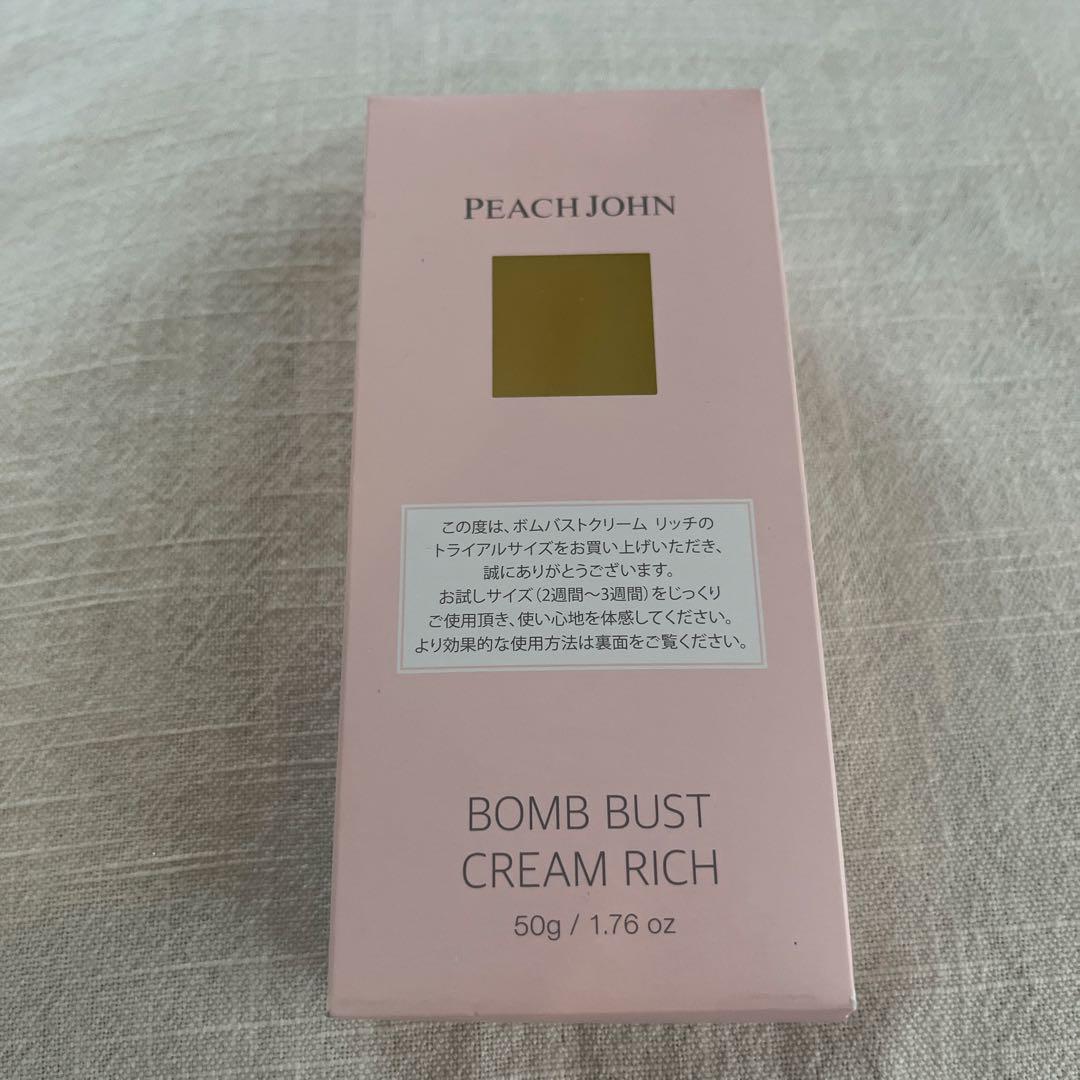 PEACH JOHN
この度は、ボムバストクリーム リッチの
トライアルサイズをお買い上げいただき、
誠にありがとうございます。
お試しサイズ(2週間〜3週間)をじっくり
ご使用頂き、使い心地を体感してください。
より効果的な使用方法は裏面をご覧ください。
BOMB BUST
CREAM RICH
50g / 1.76 oz